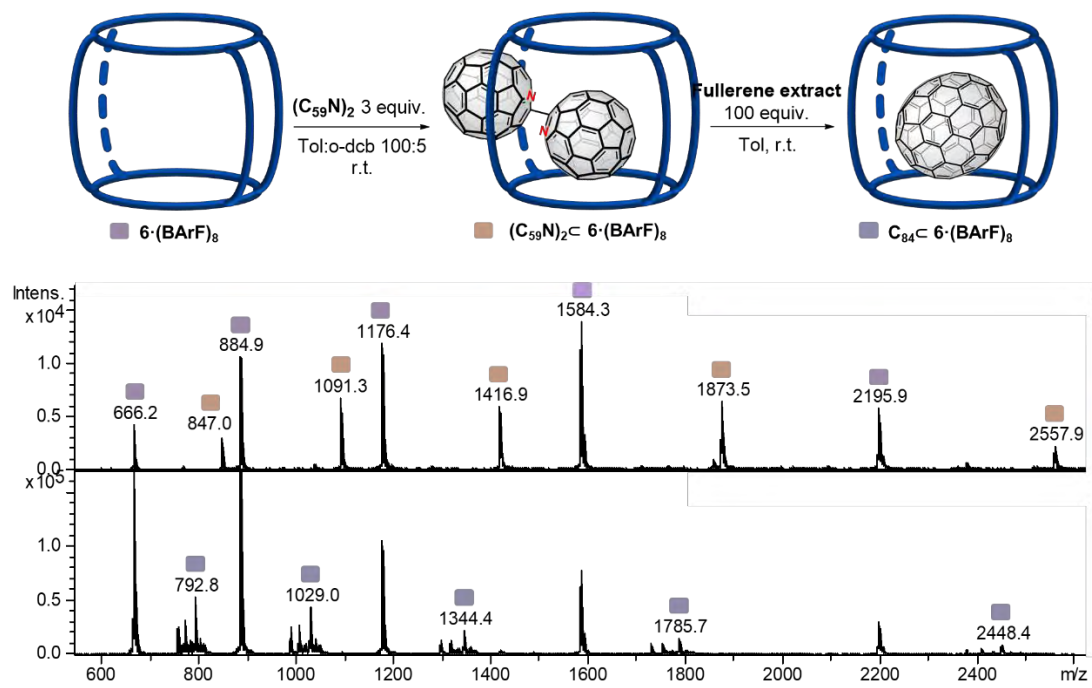 (C59N)2 3 equiv.
Tol:o-dcb 100:5
r.t.
N
N
Fullerene extract
100 equiv.
Tol, r.t.
6·(BArF)8
(C59N)2⊂ 6·(BArF)8
C84⊂ 6·(BArF)8
Intens.
x10^4
1.0
0.5
0.0
666.2
847.0
884.9
1091.3
1176.4
1416.9
1584.3
1873.5
2195.9
2557.9
x10^5
1.0
0.5
0.0
792.8
1029.0
1344.4
1785.7
2448.4
600 800 1000 1200 1400 1600 1800 2000 2200 2400 m/z